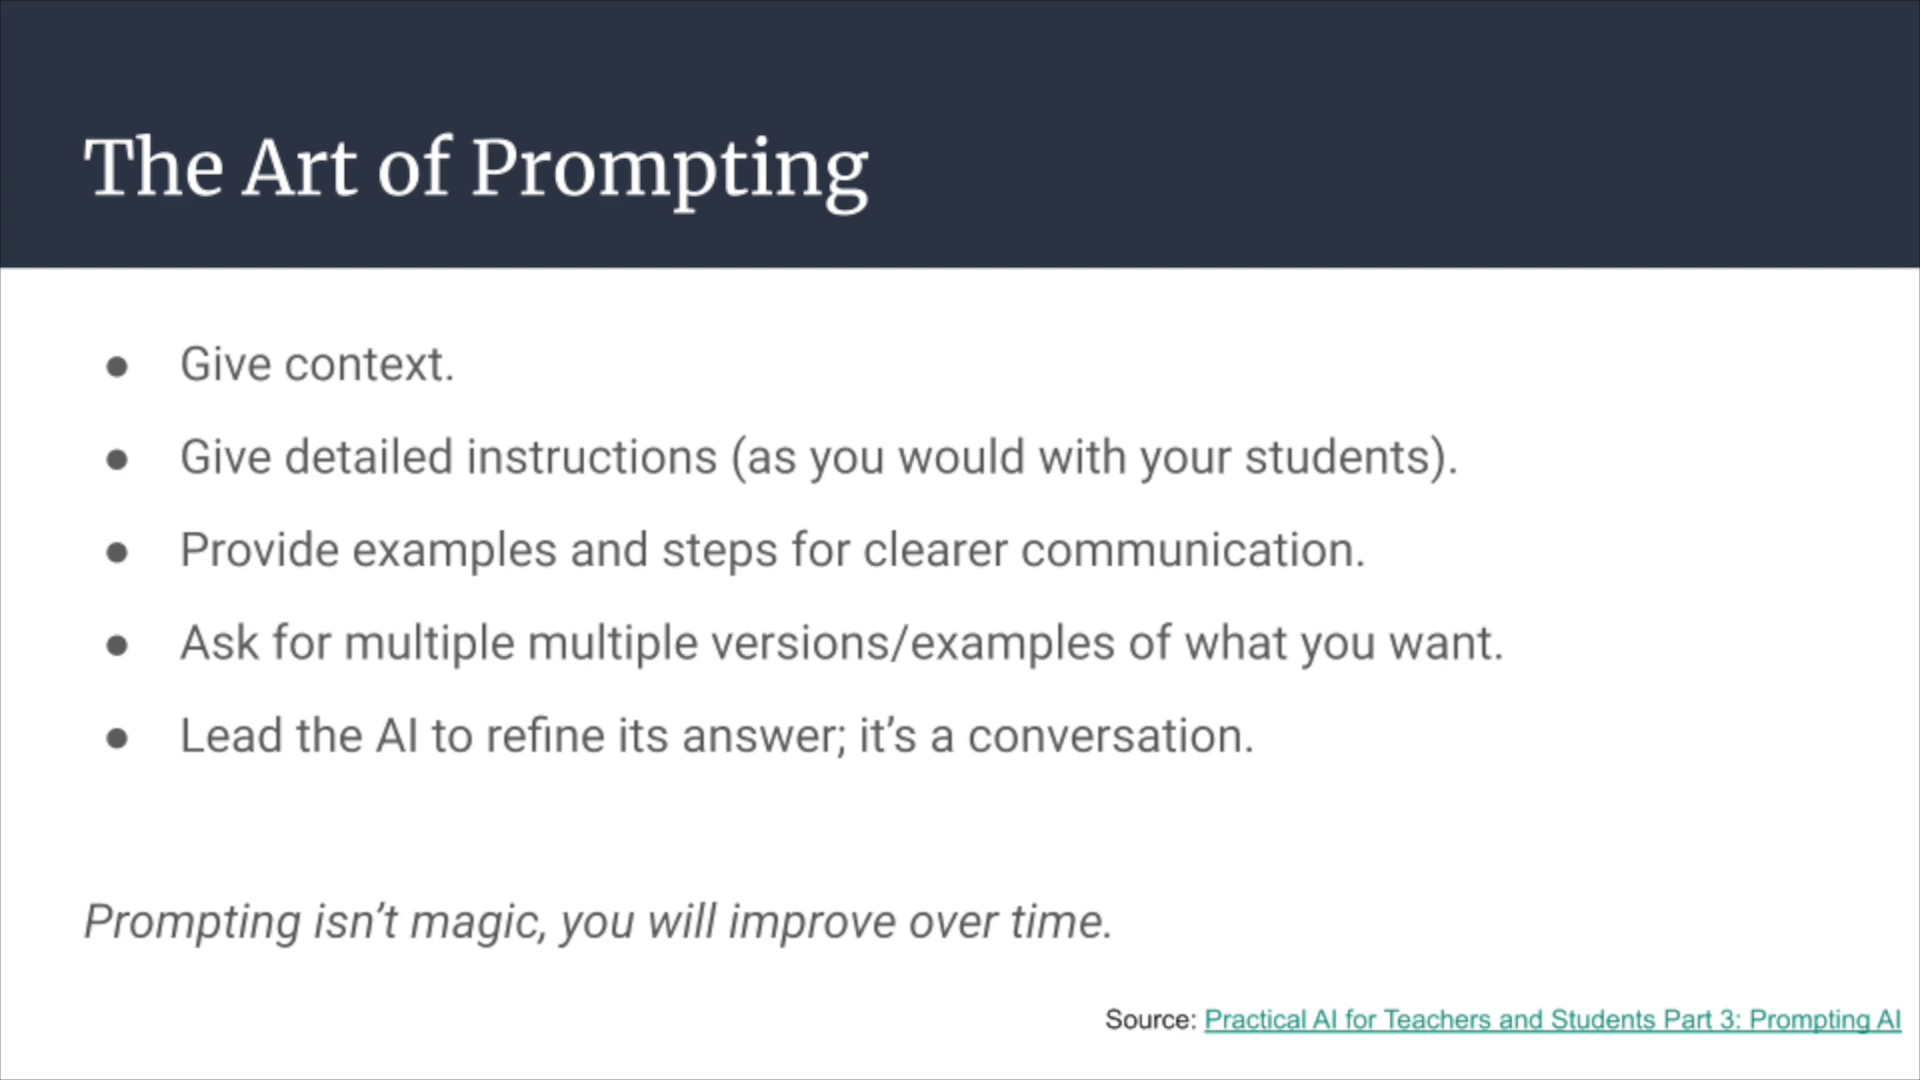 The Art of Prompting
● Give context.
● Give detailed instructions (as you would with your students).
● Provide examples and steps for clearer communication.
● Ask for multiple multiple versions/examples of what you want.
● Lead the AI to refine its answer; it’s a conversation.
Prompting isn’t magic, you will improve over time.
Source: Practical AI for Teachers and Students Part 3: Prompting AI